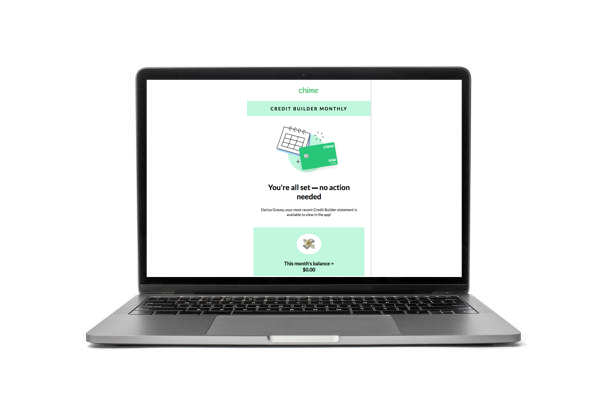 chime
CREDIT BUILDER MONTHLY
chime
VISA
You're all set — no action
needed
Darius Gracey, your most recent Credit Builder statement is
available to view in the app!
This month's balance =
$0.00